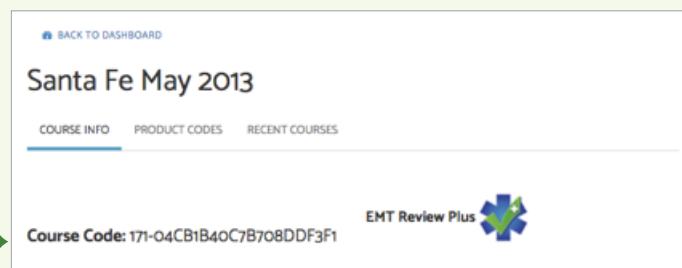 BACK TO DASHBOARD
Santa Fe May 2013
COURSE INFO PRODUCT CODES RECENT COURSES
EMT Review Plus
Course Code: 171-04CB1B40C7B708DDF3F1